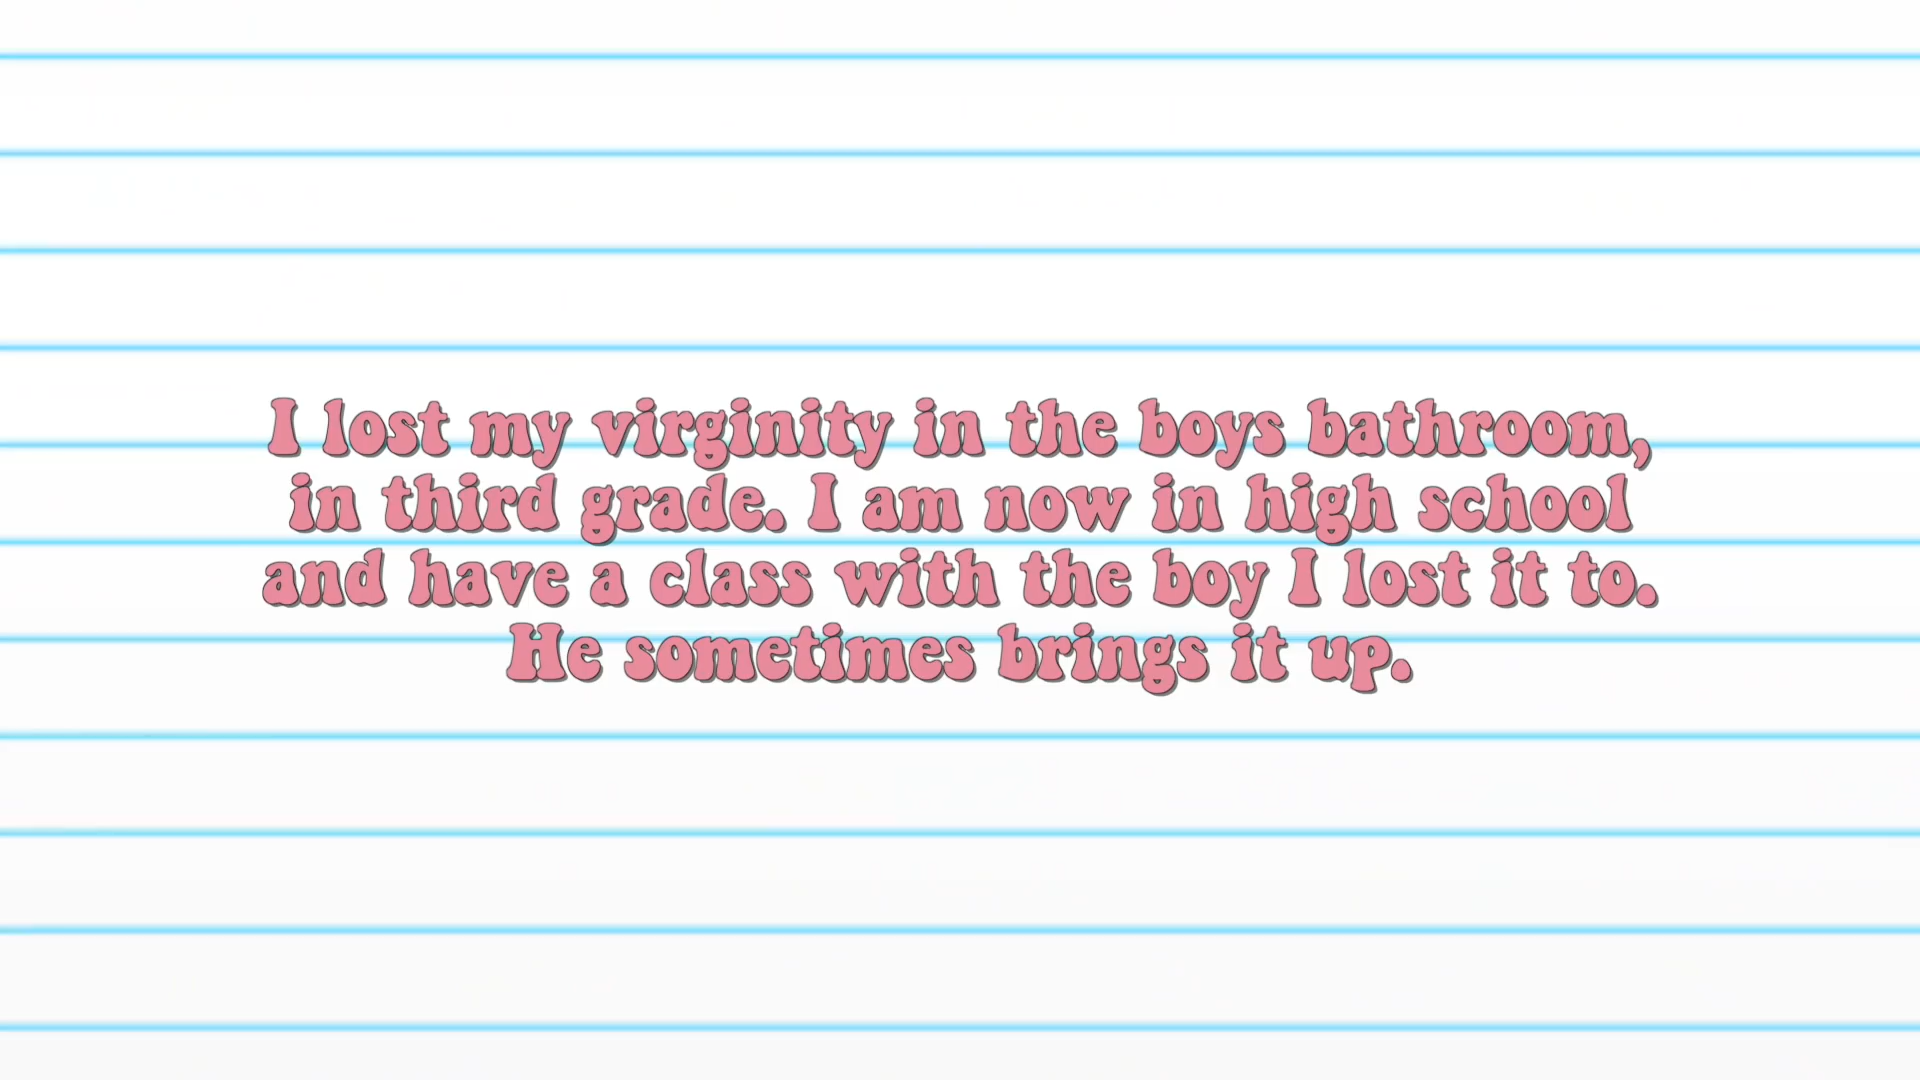 I lost my virginity in the boys bathroom,
in third grade. I am now in high school
and have a class with the boy I lost it to.
He sometimes brings it up.